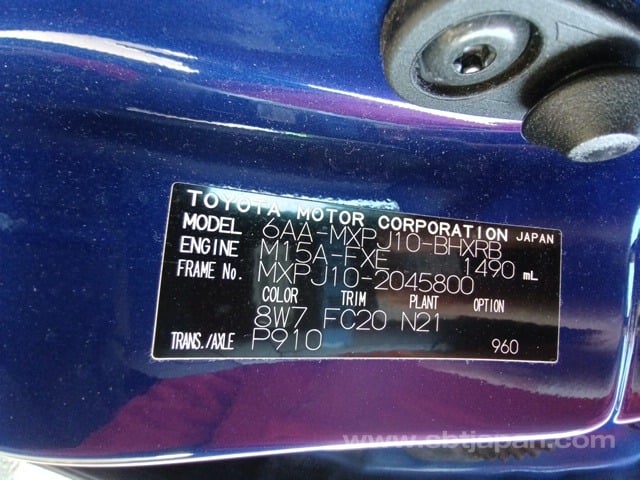 TOYOTA MOTOR CORPORATION JAPAN
MODEL 6AA-MXPJ10-BHXRB
ENGINE M15A-FXE 1490 mL
FRAME No. MXPJ10-2045800
COLOR TRIM PLANT OPTION
8W7 FC20 N21
TRANS./AXLE P910 960
www.sbtjapan.com